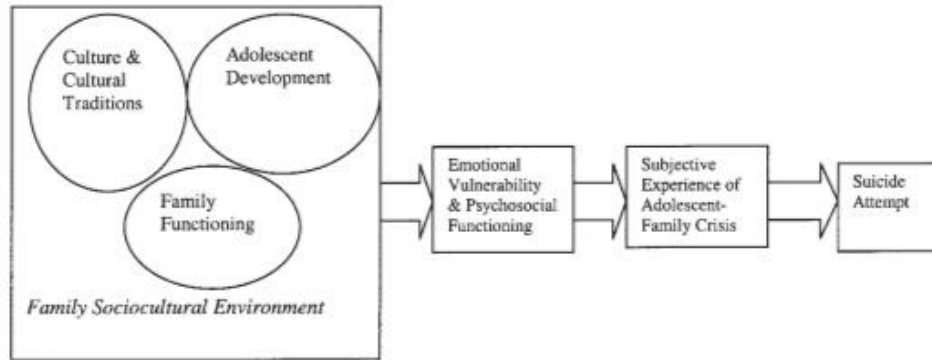 Culture &
Cultural
Traditions
Adolescent
Development
Family
Functioning
Family Sociocultural Environment
Emotional
Vulnerability
& Psychosocial
Functioning
Subjective
Experience of
Adolescent-
Family Crisis
Suicide
Attempt